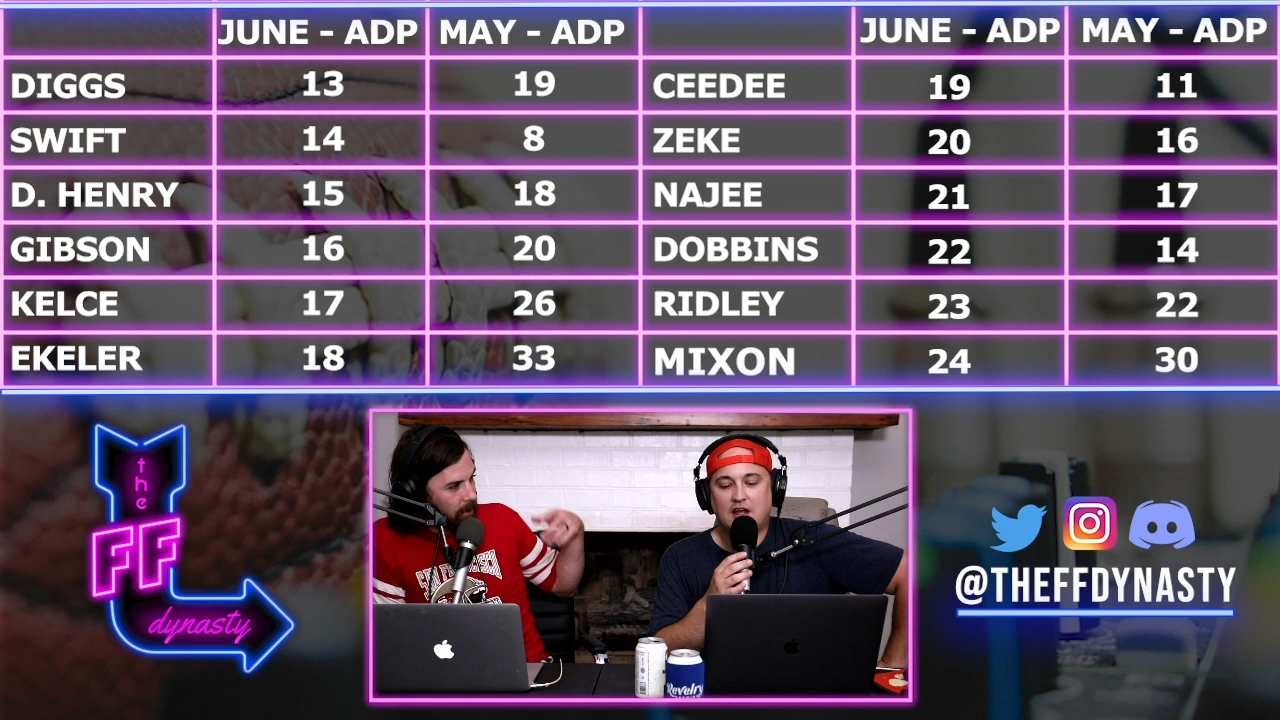 JUNE - ADP MAY - ADP JUNE - ADP MAY - ADP
DIGGS 13 19 CEEDEE 19 11
SWIFT 14 8 ZEKE 20 16
D. HENRY 15 18 NAJEE 21 17
GIBSON 16 20 DOBBINS 22 14
KELCE 17 26 RIDLEY 23 22
EKELER 18 33 MIXON 24 30
the
FF
dynasty
@THEFFDYNASTY
SAN FRANCISCO
Revelry